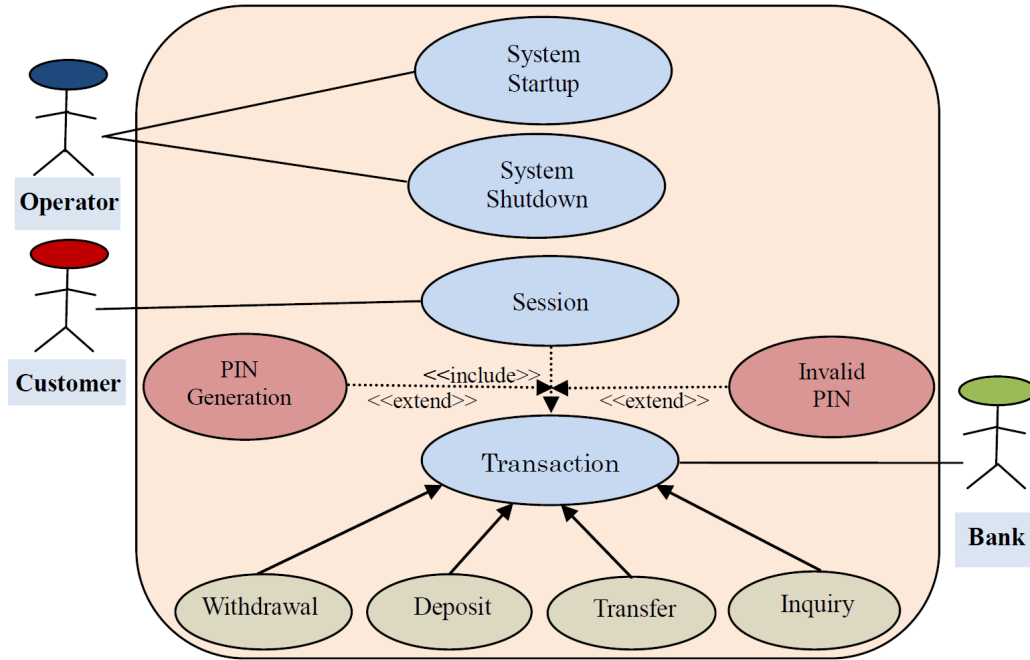 System
Startup
System
Shutdown
Operator
Session
Customer
PIN
Generation
<<include>>
<<extend>>
<<extend>>
Invalid
PIN
Transaction
Bank
Withdrawal
Deposit
Transfer
Inquiry